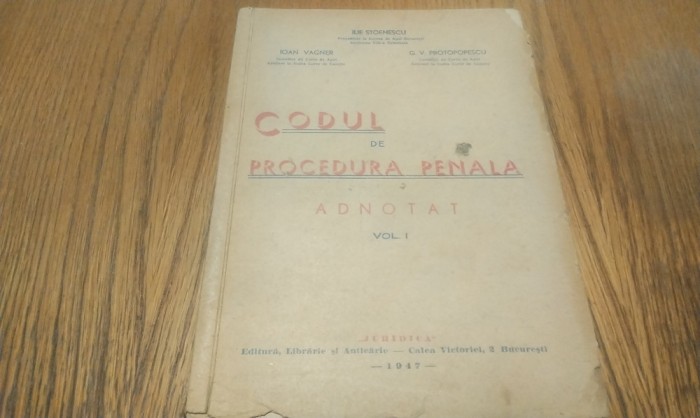 ILIE STOENESCU
IOAN VAGNER G. V. PROTOPOPESCU
CODUL
DE
PROCEDURA PENALA
ADNOTAT
VOL. I
„JURIDICA"
Editură, Librărie și Anticărie — Calea Victoriei, 2 București
— 1947 —